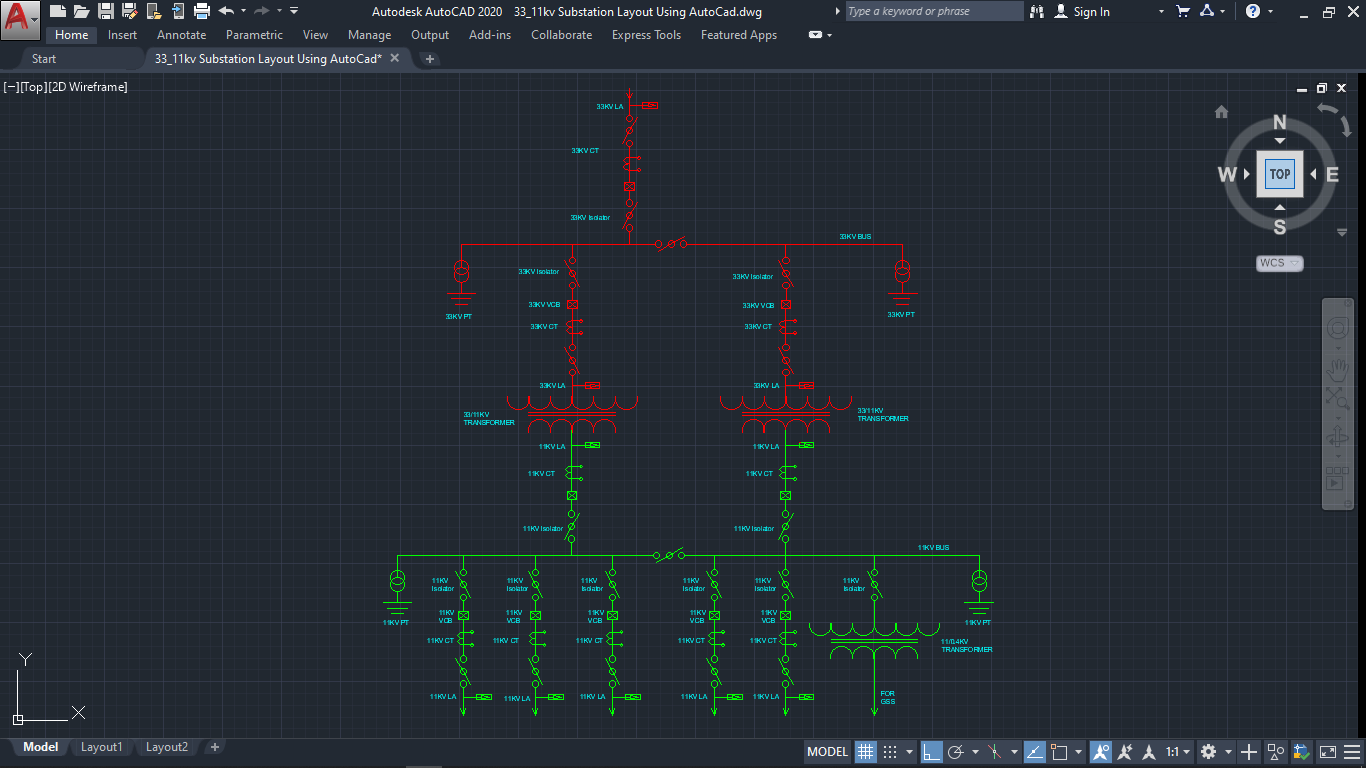 Autodesk AutoCAD 2020 33_11kv Substation Layout Using AutoCad.dwg
Type a keyword or phrase
Sign In
Home Insert Annotate Parametric View Manage Output Add-ins Collaborate Express Tools Featured Apps
Start
33_11kv Substation Layout Using AutoCad*
[−][Top][2D Wireframe]
33KV LA
33KV CT
33KV Isolator
33KV BUS
33KV Isolator
33KV Isolator
33KV VCB
33KV VCB
33KV PT
33KV PT
33KV CT
33KV CT
33KV LA
33KV LA
33/11KV
TRANSFORMER
33/11KV
TRANSFORMER
11KV LA
11KV LA
11KV CT
11KV CT
11KV Isolator
11KV Isolator
11KV BUS
11KV
Isolator
11KV
Isolator
11KV
Isolator
11KV
Isolator
11KV
Isolator
11KV
Isolator
11KV
VCB
11KV
VCB
11KV
VCB
11KV
VCB
11KV
VCB
11KV PT
11KV PT
11KV CT
11KV CT
11KV CT
11KV CT
11KV CT
11/0.4KV
TRANSFORMER
11KV LA
11KV LA
11KV LA
11KV LA
11KV LA
FOR
GSS
N
W
TOP
E
S
WCS
Y
X
Model Layout1 Layout2
MODEL
1:1